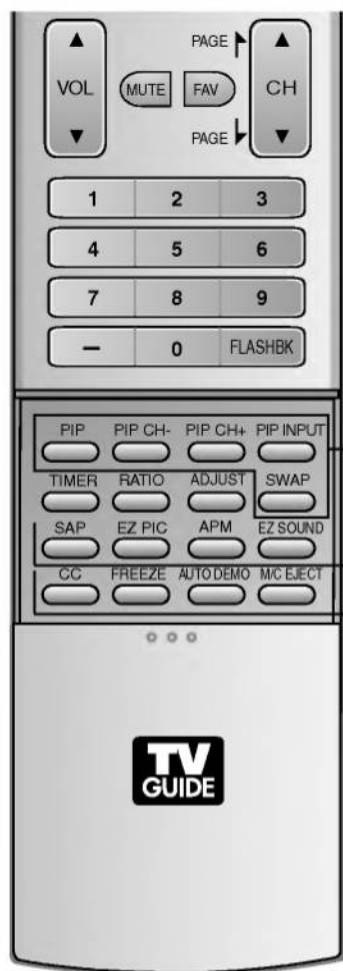 PAGE
VOL MUTE FAV CH
PAGE
1 2 3
4 5 6
7 8 9
– 0 FLASHBK
PIP PIP CH- PIP CH+ PIP INPUT
TIMER RATIO ADJUST SWAP
SAP EZ PIC APM EZ SOUND
CC FREEZE AUTO DEMO M/C EJECT
TV
GUIDE